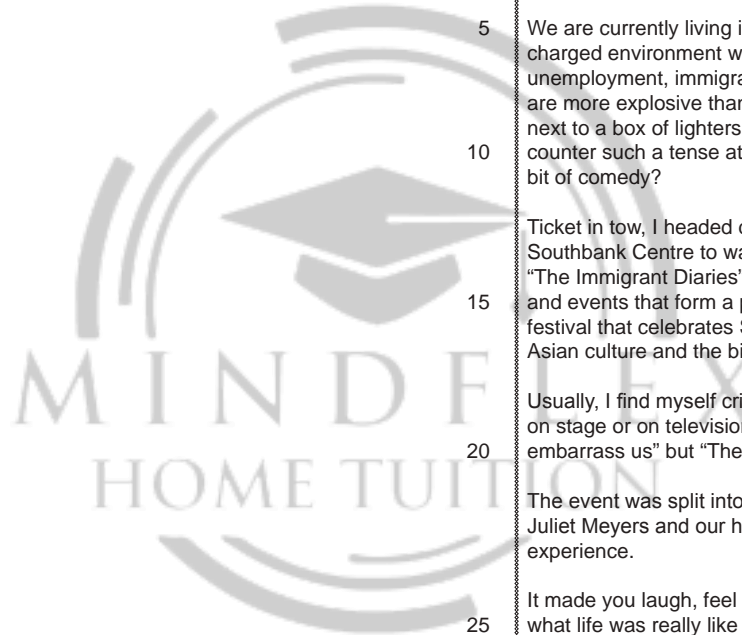 5 We are currently living i
charged environment w
unemployment, immigra
are more explosive than
next to a box of lighters
10 counter such a tense at
bit of comedy?
Ticket in tow, I headed
Southbank Centre to wa
“The Immigrant Diaries”
15 and events that form a
festival that celebrates
Asian culture and the bi
Usually, I find myself cri
on stage or on television
20 embarrass us” but “The
The event was split into
Juliet Meyers and our h
experience.
It made you laugh, feel
25 what life was really like
MINDFLEX
HOME TUITION